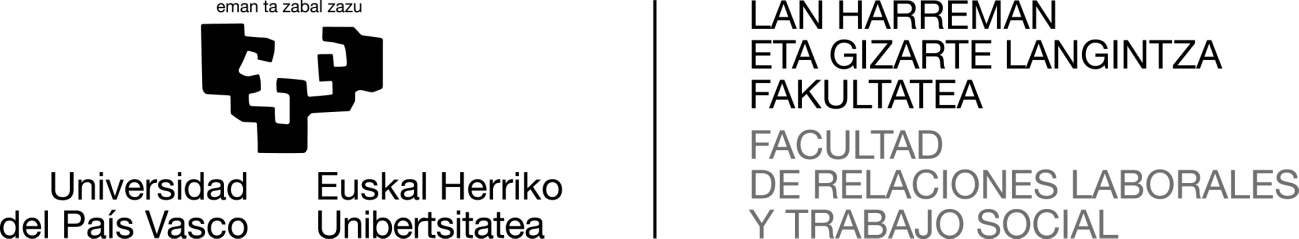 eman ta zabal zazu
Universidad
del País Vasco
Euskal Herriko
Unibertsitatea
LAN HARREMAN
ETA GIZARTE LANGINTZA
FAKULTATEA
FACULTAD
DE RELACIONES LABORALES
Y TRABAJO SOCIAL